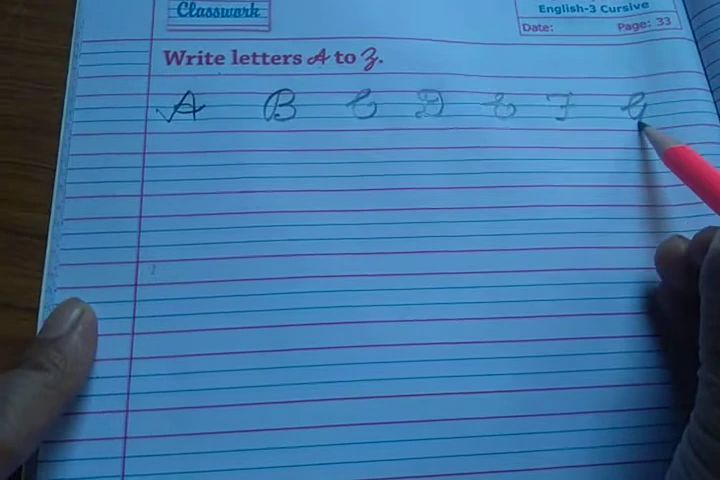 Classwork
English-3 Cursive
Date: Page: 33
Write letters A to Z.
A B C D E F G